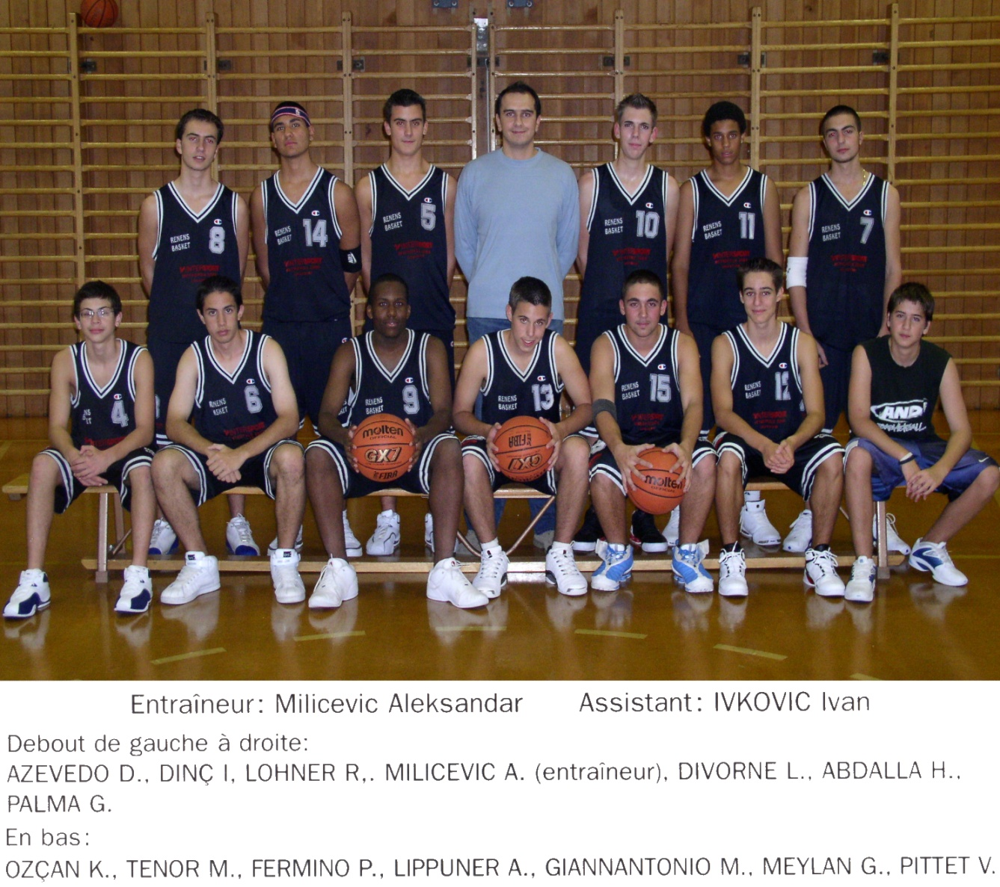 8
RENENS
BASKET
14
RENENS
BASKET
5
RENENS
BASKET
10
RENENS
BASKET
11
RENENS
BASKET
7
RENENS
BASKET
4
6
9
RENENS
BASKET
13
RENENS
BASKET
15
RENENS
BASKET
12
RENENS
BASKET
AND
molten
OFFICIAL
GX7
FIBA
FIBA
GX7
molten
Entraîneur: Milicevic Aleksandar Assistant: IVKOVIC Ivan
Debout de gauche à droite:
AZEVEDO D., DINÇ I, LOHNER R,. MILICEVIC A. (entraîneur), DIVORNE L., ABDALLA H.,
PALMA G.
En bas:
OZÇAN K., TENOR M., FERMINO P., LIPPUNER A., GIANNANTONIO M., MEYLAN G., PITTET V.